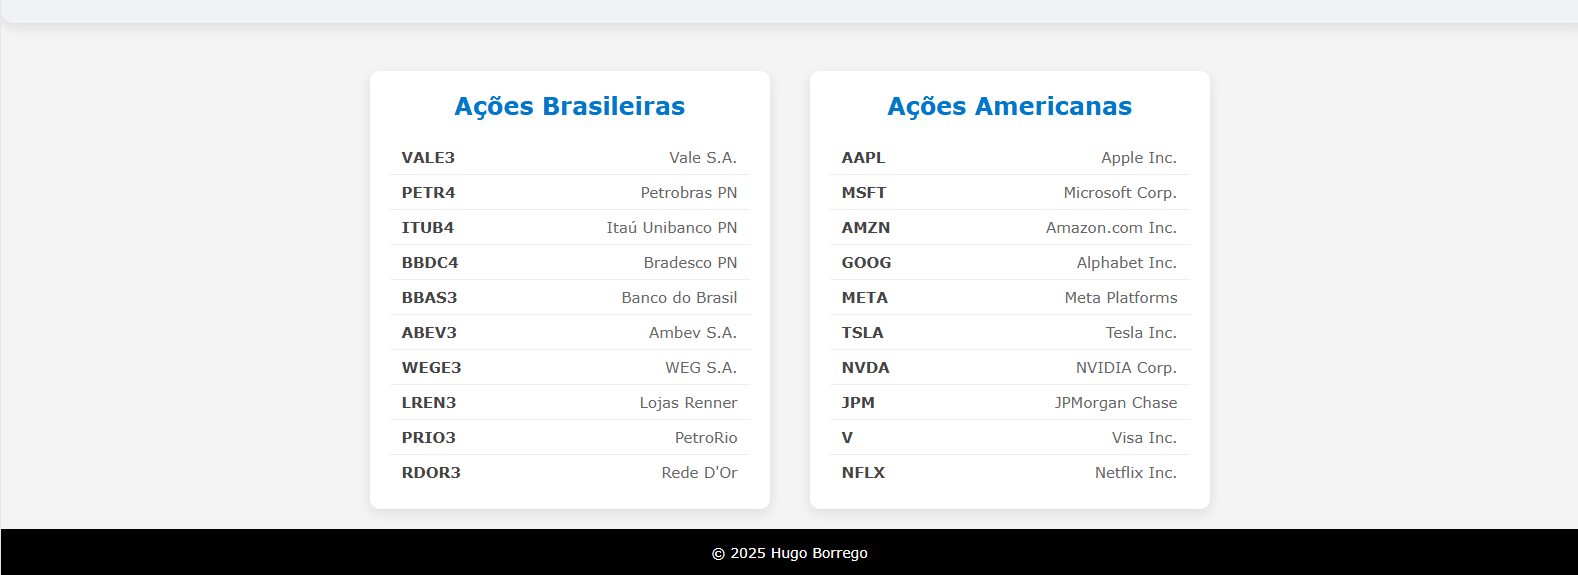 Ações Brasileiras
VALE3 Vale S.A.
PETR4 Petrobras PN
ITUB4 Itaú Unibanco PN
BBDC4 Bradesco PN
BBAS3 Banco do Brasil
ABEV3 Ambev S.A.
WEGE3 WEG S.A.
LREN3 Lojas Renner
PRIO3 PetroRio
RDOR3 Rede D'Or
Ações Americanas
AAPL Apple Inc.
MSFT Microsoft Corp.
AMZN Amazon.com Inc.
GOOG Alphabet Inc.
META Meta Platforms
TSLA Tesla Inc.
NVDA NVIDIA Corp.
JPM JPMorgan Chase
V Visa Inc.
NFLX Netflix Inc.
© 2025 Hugo Borrego